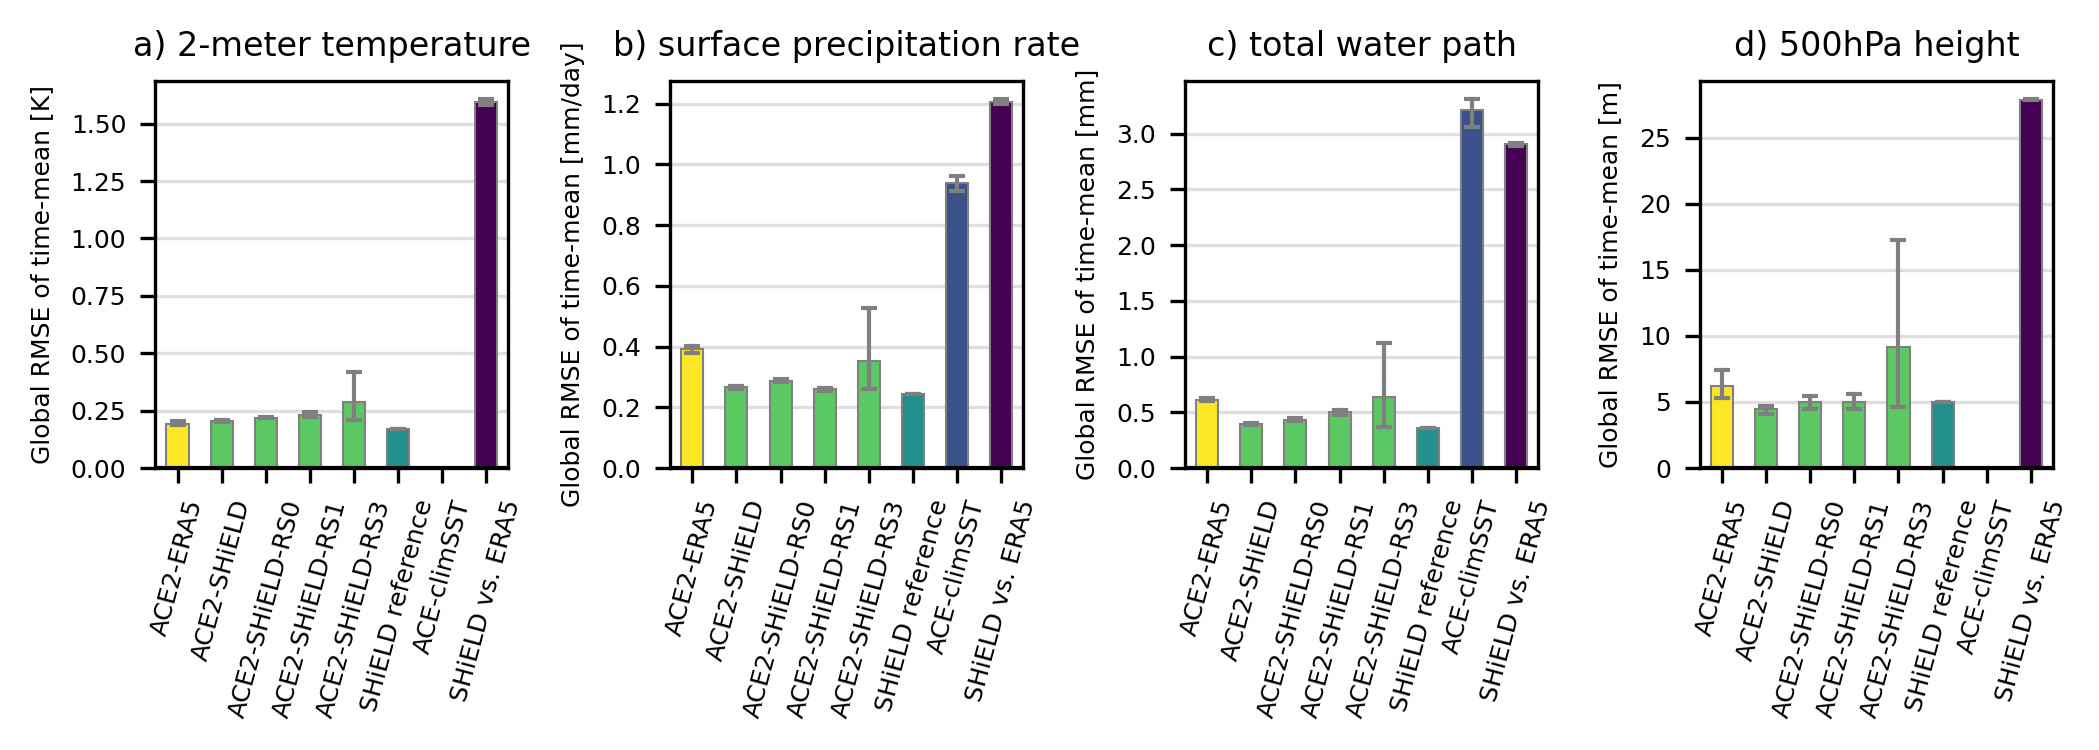 a) 2-meter temperature
Global RMSE of time-mean [K]
1.50
1.25
1.00
0.75
0.50
0.25
0.00
ACE2-ERA5
ACE2-SHiELD
ACE2-SHiELD-RS0
ACE2-SHiELD-RS1
ACE2-SHiELD-RS3
SHiELD reference
ACE-climSST
SHiELD vs. ERA5
b) surface precipitation rate
Global RMSE of time-mean [mm/day]
1.2
1.0
0.8
0.6
0.4
0.2
0.0
ACE2-ERA5
ACE2-SHiELD
ACE2-SHiELD-RS0
ACE2-SHiELD-RS1
ACE2-SHiELD-RS3
SHiELD reference
ACE-climSST
SHiELD vs. ERA5
c) total water path
Global RMSE of time-mean [mm]
3.0
2.5
2.0
1.5
1.0
0.5
0.0
ACE2-ERA5
ACE2-SHiELD
ACE2-SHiELD-RS0
ACE2-SHiELD-RS1
ACE2-SHiELD-RS3
SHiELD reference
ACE-climSST
SHiELD vs. ERA5
d) 500hPa height
Global RMSE of time-mean [m]
25
20
15
10
5
0
ACE2-ERA5
ACE2-SHiELD
ACE2-SHiELD-RS0
ACE2-SHiELD-RS1
ACE2-SHiELD-RS3
SHiELD reference
ACE-climSST
SHiELD vs. ERA5